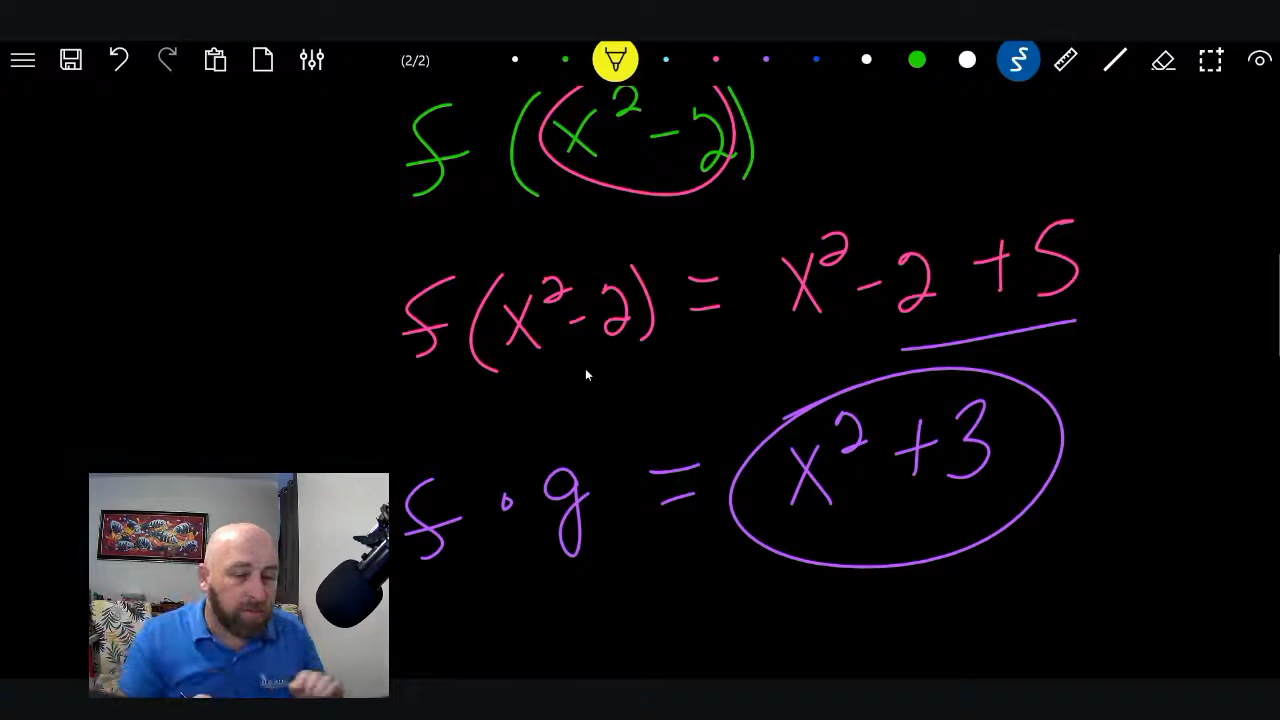 (2/2)
f (x² - 2)
f(x² - 2) = x² - 2 + 5
f · g = x² + 3